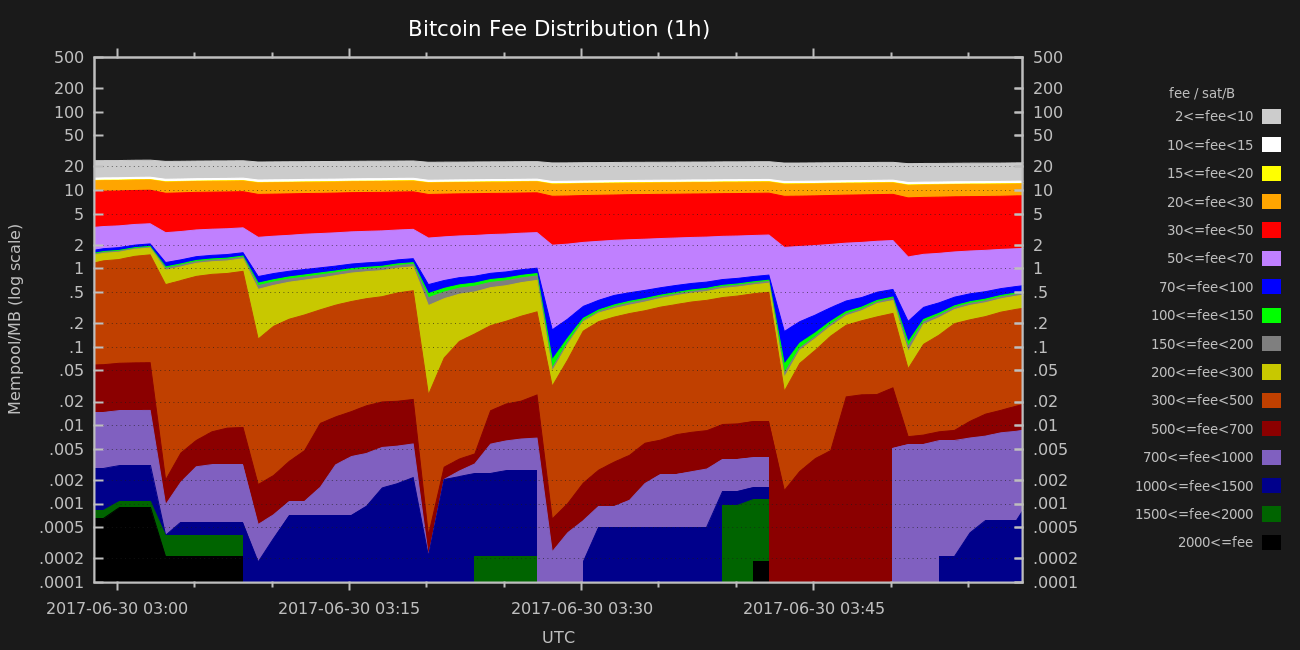 Bitcoin Fee Distribution (1h)
500
200
100
50
20
10
5
2
1
.5
.2
.1
.05
.02
.01
.005
.002
.001
.0005
.0002
.0001
Mempool/MB (log scale)
500
200
100
50
20
10
5
2
1
.5
.2
.1
.05
.02
.01
.005
.002
.001
.0005
.0002
.0001
2017-06-30 03:00 2017-06-30 03:15 2017-06-30 03:30 2017-06-30 03:45
UTC
fee / sat/B
2<=fee<10
10<=fee<15
15<=fee<20
20<=fee<30
30<=fee<50
50<=fee<70
70<=fee<100
100<=fee<150
150<=fee<200
200<=fee<300
300<=fee<500
500<=fee<700
700<=fee<1000
1000<=fee<1500
1500<=fee<2000
2000<=fee